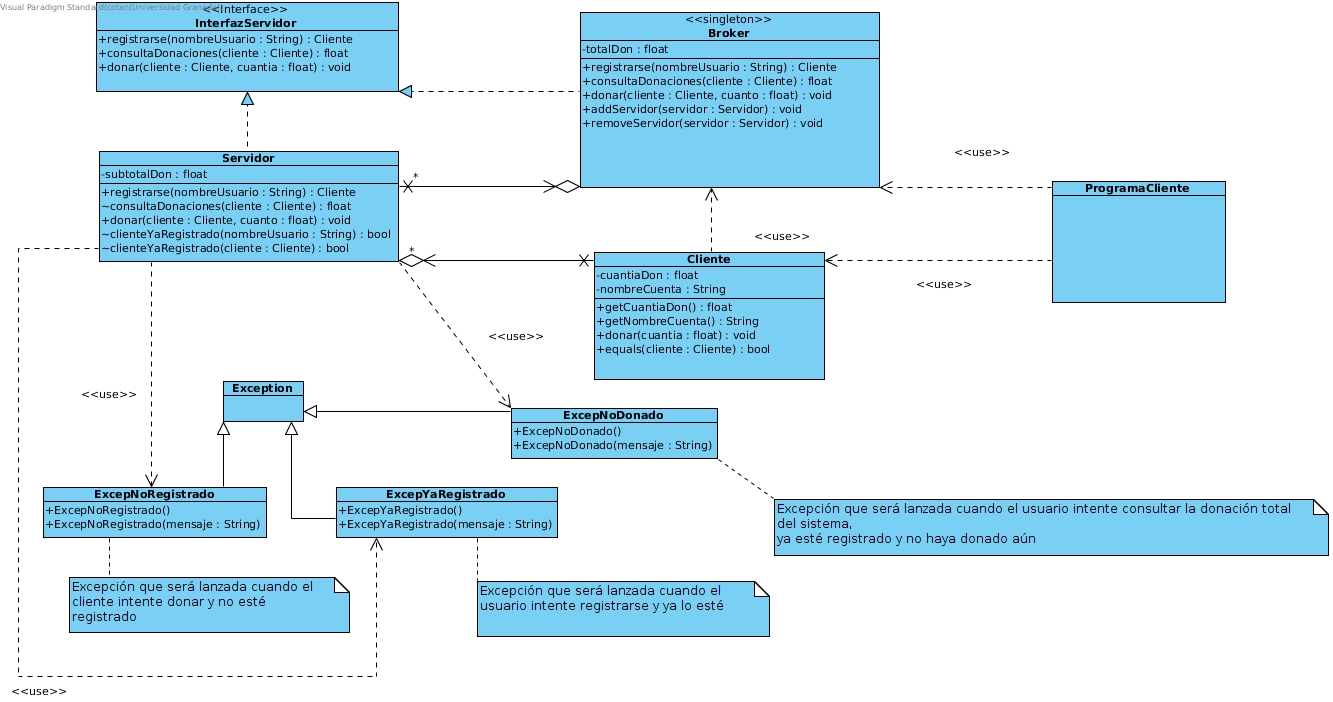 Visual Paradigm Standard(cotan(Universidad Granada))
<<Interface>>
InterfazServidor
+registrarse(nombreUsuario : String) : Cliente
+consultaDonaciones(cliente : Cliente) : float
+donar(cliente : Cliente, cuantia : float) : void
<<singleton>>
Broker
-totalDon : float
+registrarse(nombreUsuario : String) : Cliente
+consultaDonaciones(cliente : Cliente) : float
+donar(cliente : Cliente, cuanto : float) : void
+addServidor(servidor : Servidor) : void
+removeServidor(servidor : Servidor) : void
Servidor
-subtotalDon : float
+registrarse(nombreUsuario : String) : Cliente
~consultaDonaciones(cliente : Cliente) : float
+donar(cliente : Cliente, cuanto : float) : void
~clienteYaRegistrado(nombreUsuario : String) : bool
~clienteYaRegistrado(cliente : Cliente) : bool
*
*
<<use>>
ProgramaCliente
<<use>>
<<use>>
Cliente
-cuantiaDon : float
-nombreCuenta : String
+getCuantiaDon() : float
+getNombreCuenta() : String
+donar(cuantia : float) : void
+equals(cliente : Cliente) : bool
<<use>>
<<use>>
Exception
ExcepNoDonado
+ExcepNoDonado()
+ExcepNoDonado(mensaje : String)
ExcepNoRegistrado
+ExcepNoRegistrado()
+ExcepNoRegistrado(mensaje : String)
ExcepYaRegistrado
+ExcepYaRegistrado()
+ExcepYaRegistrado(mensaje : String)
Excepción que será lanzada cuando el usuario intente consultar la donación total
del sistema,
ya esté registrado y no haya donado aún
Excepción que será lanzada cuando el
cliente intente donar y no esté
registrado
Excepción que será lanzada cuando el
usuario intente registrarse y ya lo esté
<<use>>